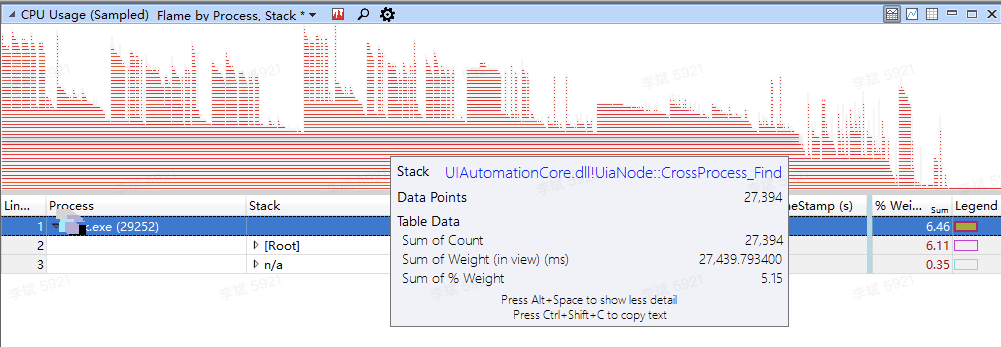 CPU Usage (Sampled) Flame by Process, Stack *
Stack UIAutomationCore.dll!UiaNode::CrossProcess_Find
Data Points 27,394
Table Data
Sum of Count 27,394
Sum of Weight (in view) (ms) 27,439.793400
Sum of % Weight 5.15
Press Alt+Space to show less detail
Press Ctrl+Shift+C to copy text
Lin... Process Stack eStamp (s) % Wei... Sum Legend
1 .exe (29252) 6.46
2 [Root] 6.11
3 n/a 0.35
李斌 5921